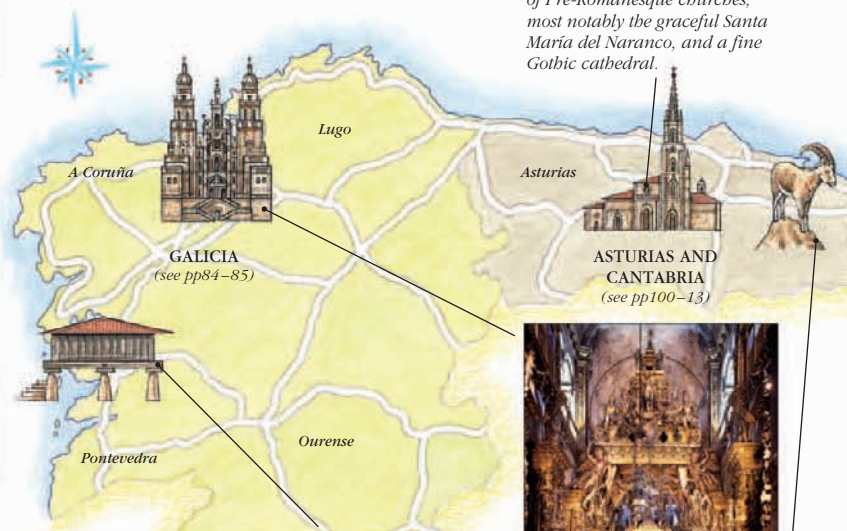 of Pre-Romanesque churches,
most notably the graceful Santa
María del Naranco, and a fine
Gothic cathedral.
Lugo
A Coruña
Asturias
GALICIA
(see pp84–85)
ASTURIAS AND
CANTABRIA
(see pp100–13)
Ourense
Pontevedra